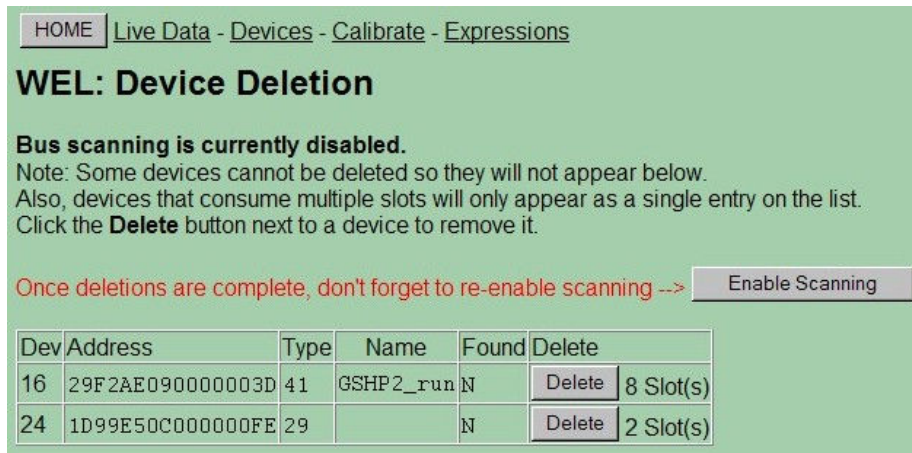 HOME Live Data - Devices - Calibrate - Expressions
WEL: Device Deletion
Bus scanning is currently disabled.
Note: Some devices cannot be deleted so they will not appear below.
Also, devices that consume multiple slots will only appear as a single entry on the list.
Click the Delete button next to a device to remove it.
Once deletions are complete, don't forget to re-enable scanning --> Enable Scanning
Dev Address Type Name Found Delete
16 29F2AE090000003D 41 GSHP2_run N Delete 8 Slot(s)
24 1D99E50C000000FE 29 N Delete 2 Slot(s)